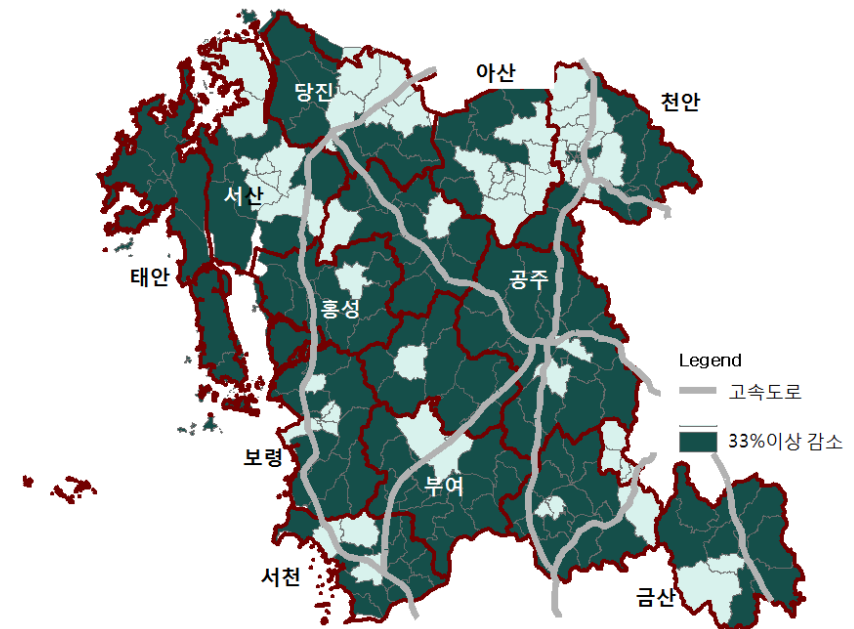 아산
당진
천안
서산
태안
공주
홍성
Legend
고속도로
33%이상 감소
보령
부여
서천
금산